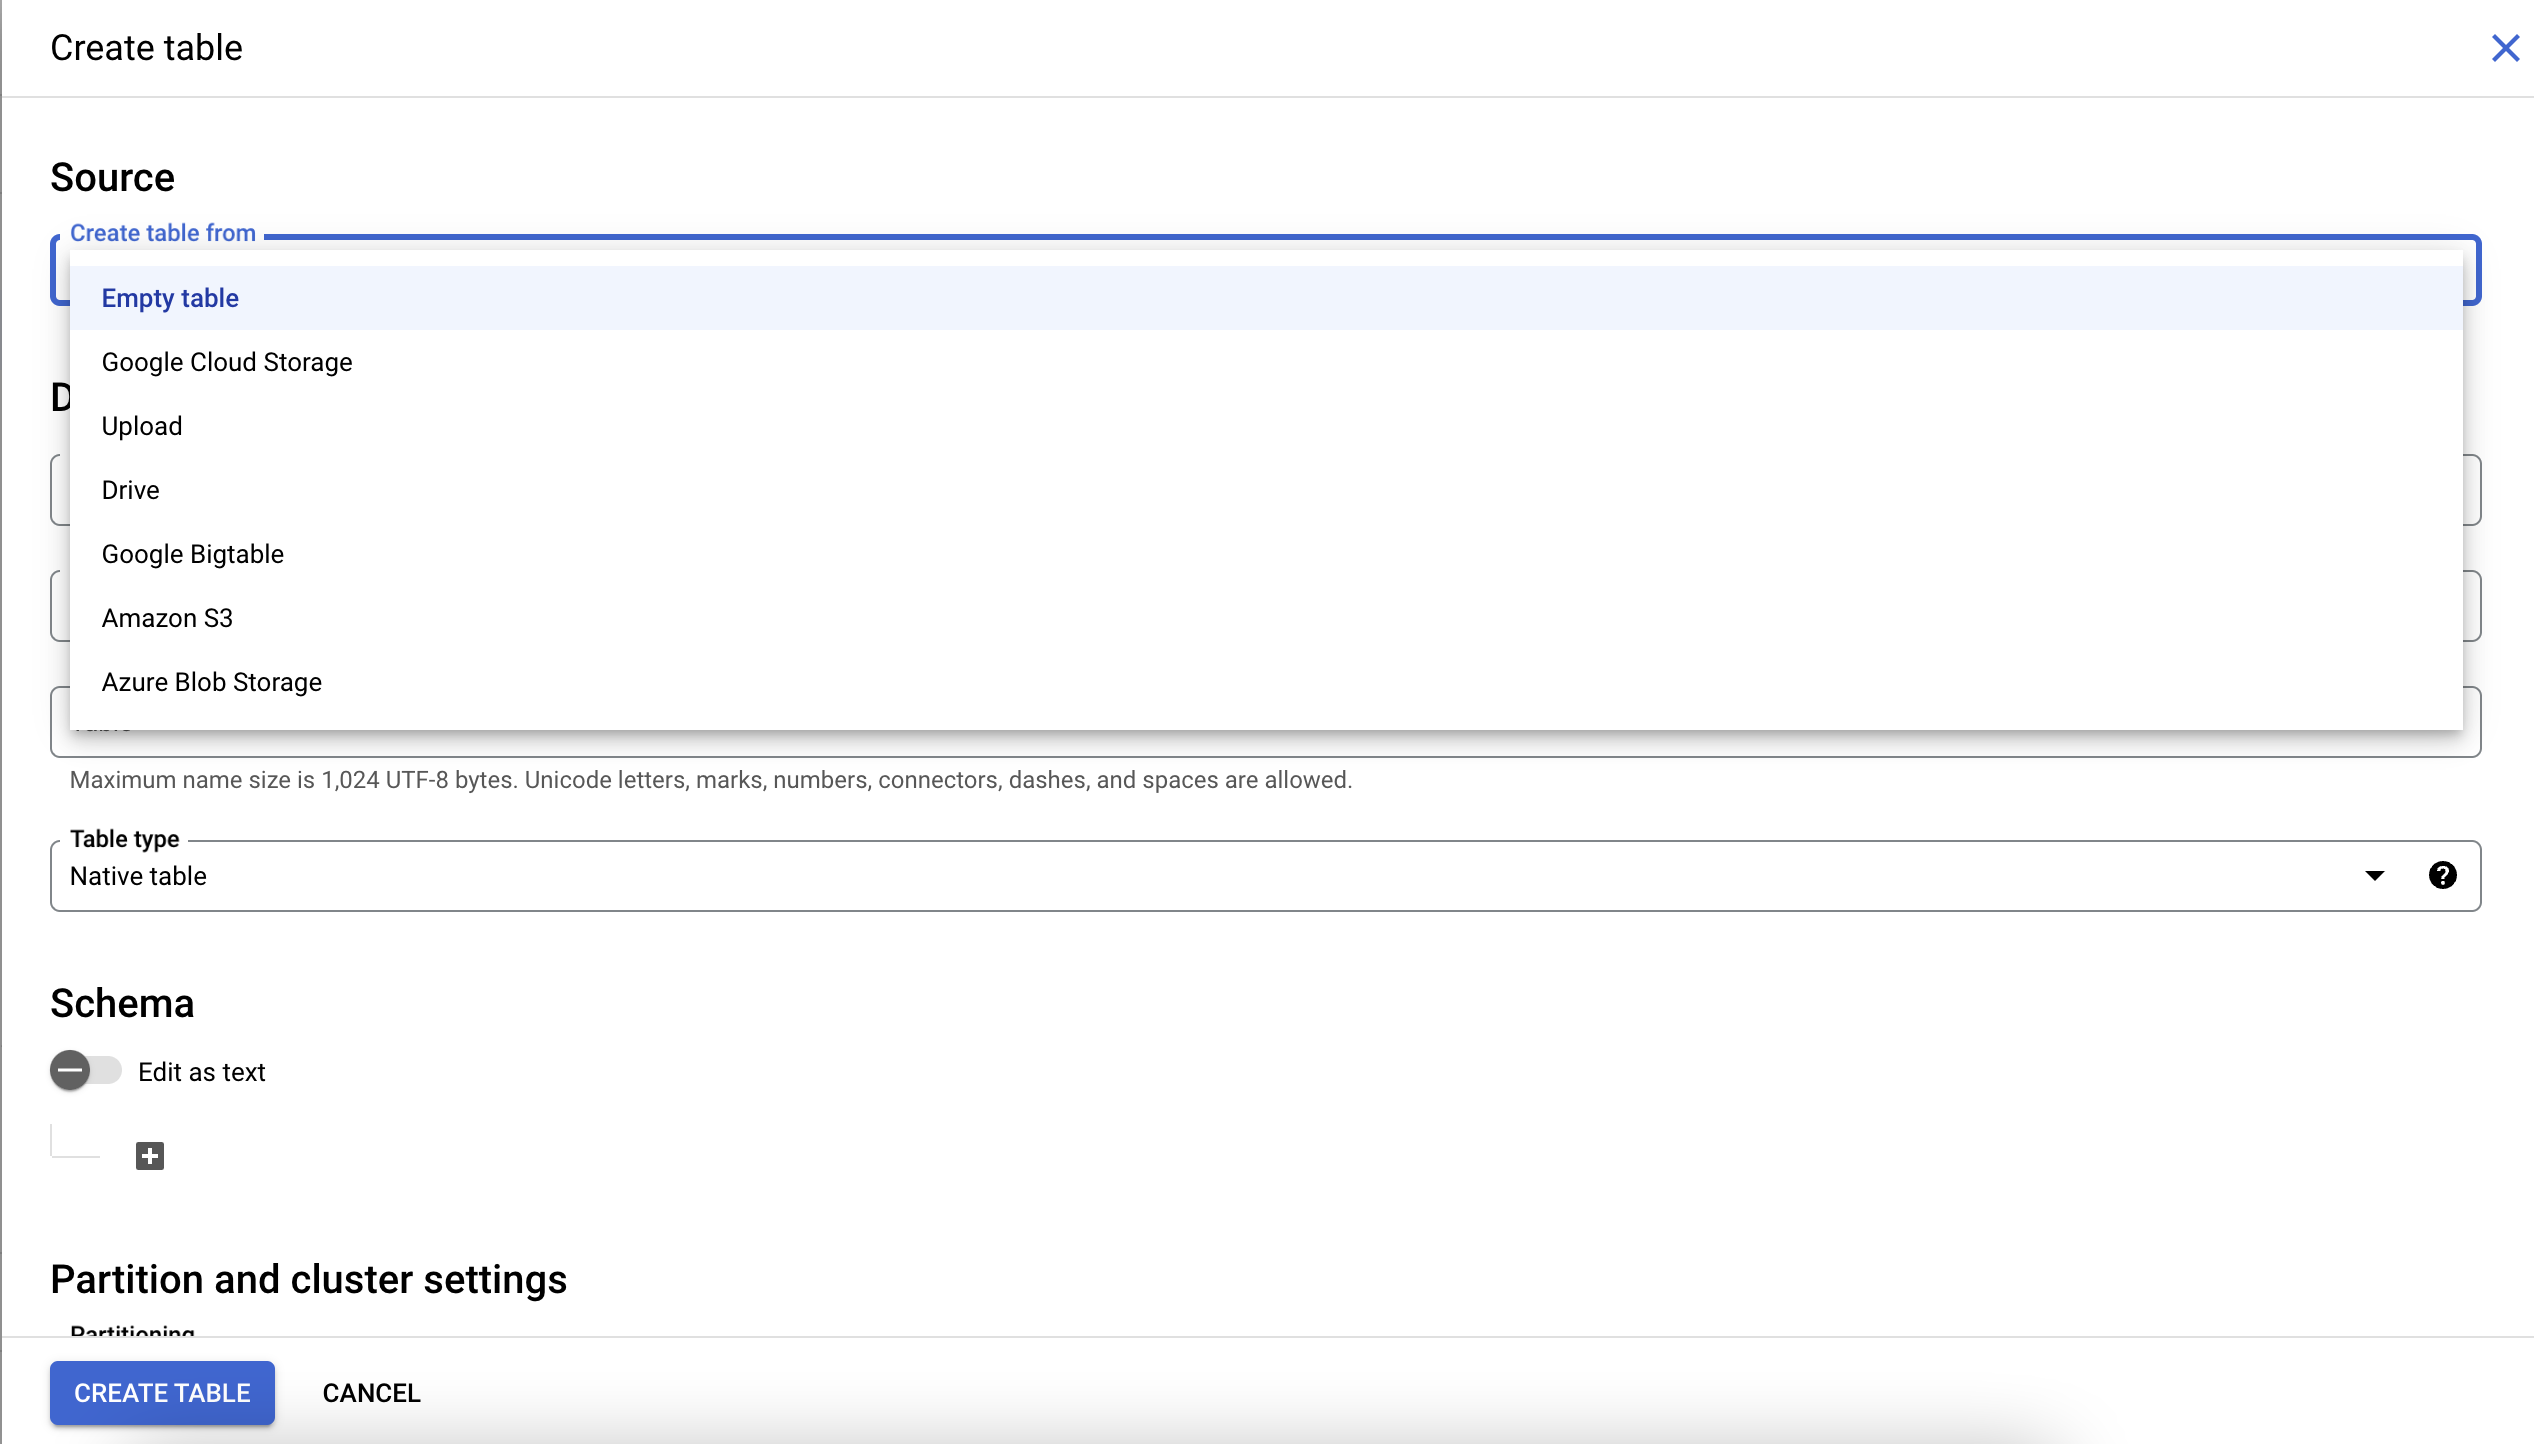 Create table
Source
Create table from
Empty table
Google Cloud Storage
Upload
Drive
Google Bigtable
Amazon S3
Azure Blob Storage
Maximum name size is 1,024 UTF-8 bytes. Unicode letters, marks, numbers, connectors, dashes, and spaces are allowed.
Table type
Native table
Schema
Edit as text
Partition and cluster settings
Partitioning
CREATE TABLE
CANCEL